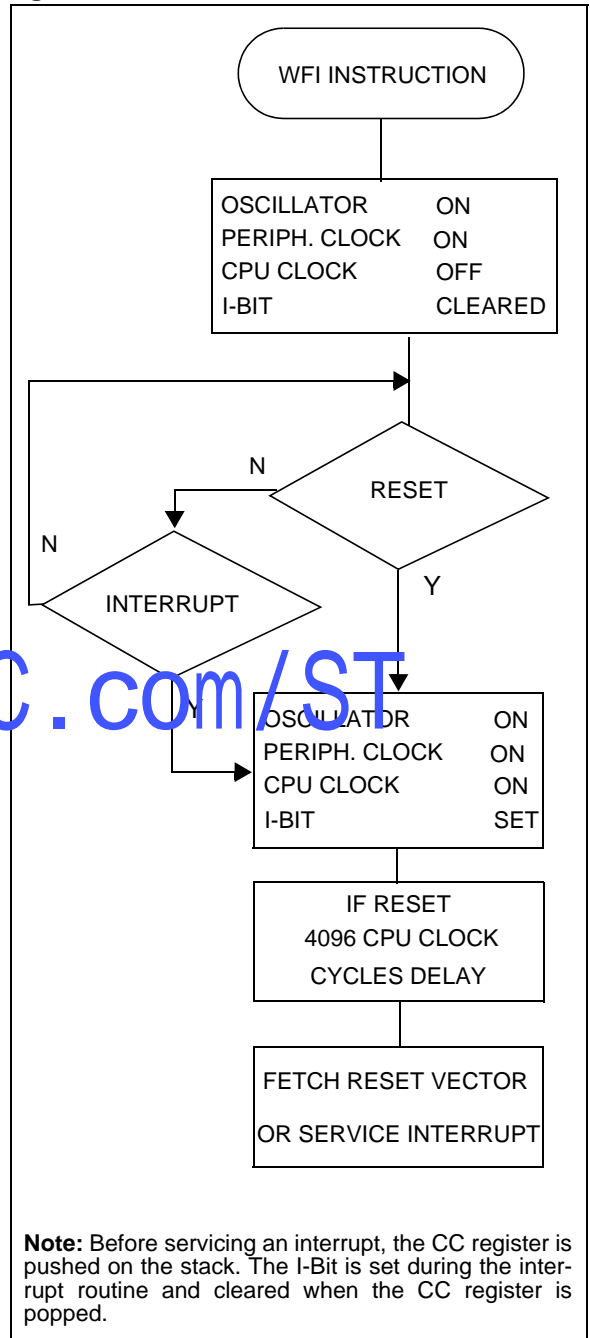 WFI INSTRUCTION
OSCILLATOR ON
PERIPH. CLOCK ON
CPU CLOCK OFF
I-BIT CLEARED
N
RESET
N
INTERRUPT
Y
C.com/ST
Y
OSCILLATOR ON
PERIPH. CLOCK ON
CPU CLOCK ON
I-BIT SET
IF RESET
4096 CPU CLOCK
CYCLES DELAY
FETCH RESET VECTOR
OR SERVICE INTERRUPT
Note: Before servicing an interrupt, the CC register is
pushed on the stack. The I-Bit is set during the inter-
rupt routine and cleared when the CC register is
popped.